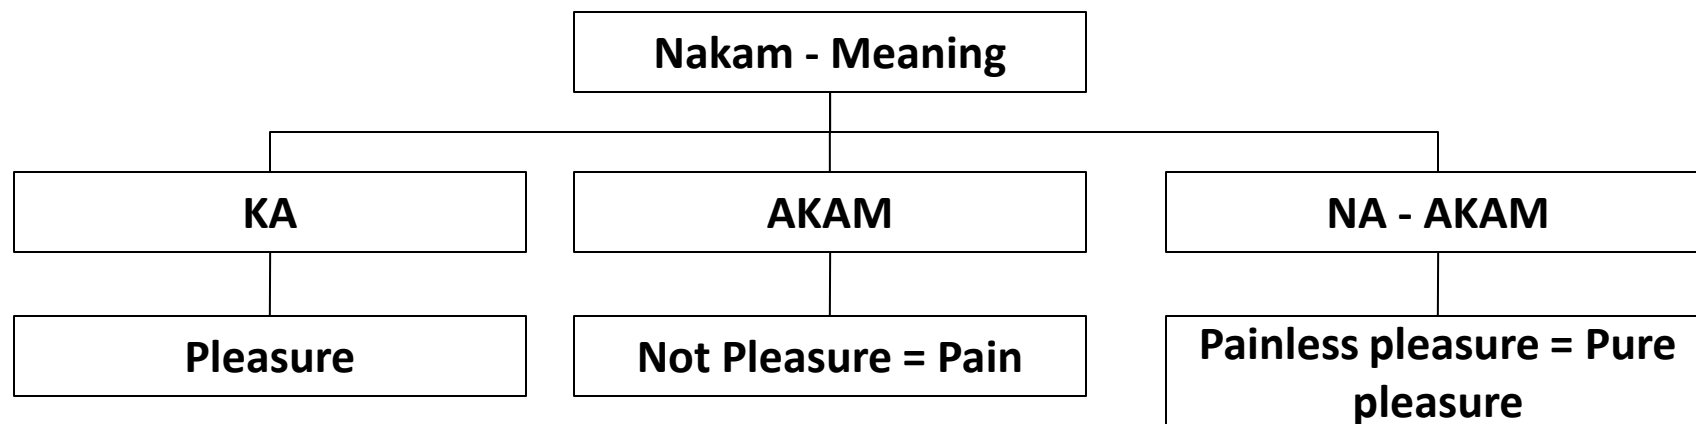 Nakam - Meaning
KA
AKAM
NA - AKAM
Pleasure
Not Pleasure = Pain
Painless pleasure = Pure
pleasure